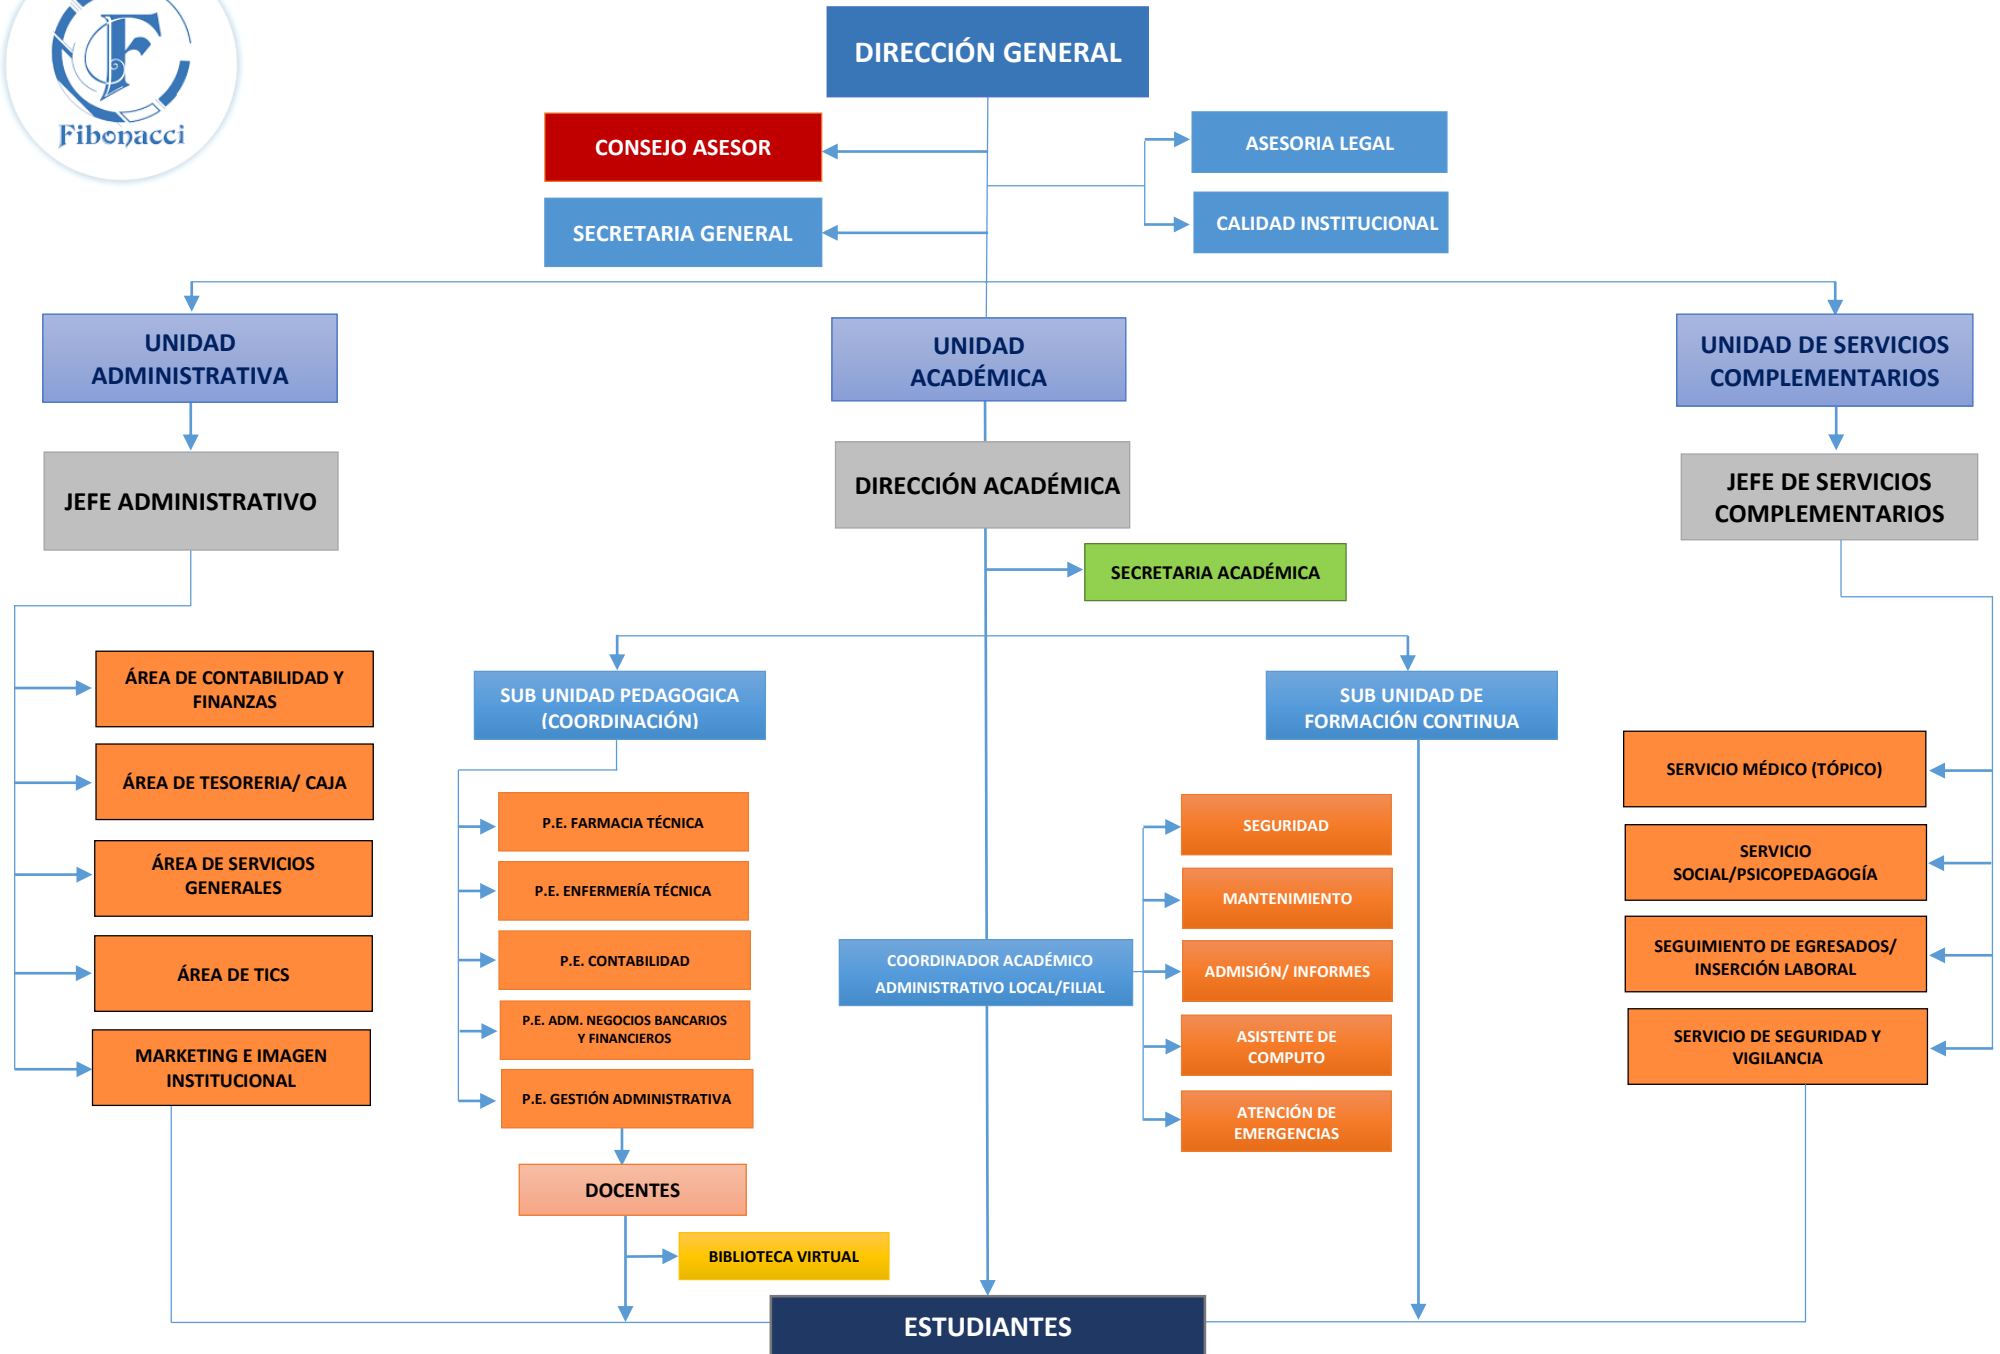 Fibonacci
DIRECCIÓN GENERAL
CONSEJO ASESOR
ASESORIA LEGAL
SECRETARIA GENERAL
CALIDAD INSTITUCIONAL
UNIDAD
ADMINISTRATIVA
UNIDAD
ACADÉMICA
UNIDAD DE SERVICIOS
COMPLEMENTARIOS
JEFE ADMINISTRATIVO
DIRECCIÓN ACADÉMICA
JEFE DE SERVICIOS
COMPLEMENTARIOS
SECRETARIA ACADÉMICA
ÁREA DE CONTABILIDAD Y
FINANZAS
ÁREA DE TESORERIA/ CAJA
ÁREA DE SERVICIOS
GENERALES
ÁREA DE TICS
MARKETING E IMAGEN
INSTITUCIONAL
SUB UNIDAD PEDAGOGICA
(COORDINACIÓN)
P.E. FARMACIA TÉCNICA
P.E. ENFERMERÍA TÉCNICA
P.E. CONTABILIDAD
P.E. ADM. NEGOCIOS BANCARIOS
Y FINANCIEROS
P.E. GESTIÓN ADMINISTRATIVA
DOCENTES
BIBLIOTECA VIRTUAL
COORDINADOR ACADÉMICO
ADMINISTRATIVO LOCAL/FILIAL
SUB UNIDAD DE
FORMACIÓN CONTINUA
SEGURIDAD
MANTENIMIENTO
ADMISIÓN/ INFORMES
ASISTENTE DE
COMPUTO
ATENCIÓN DE
EMERGENCIAS
SERVICIO MÉDICO (TÓPICO)
SERVICIO
SOCIAL/PSICOPEDAGOGÍA
SEGUIMIENTO DE EGRESADOS/
INSERCIÓN LABORAL
SERVICIO DE SEGURIDAD Y
VIGILANCIA
ESTUDIANTES